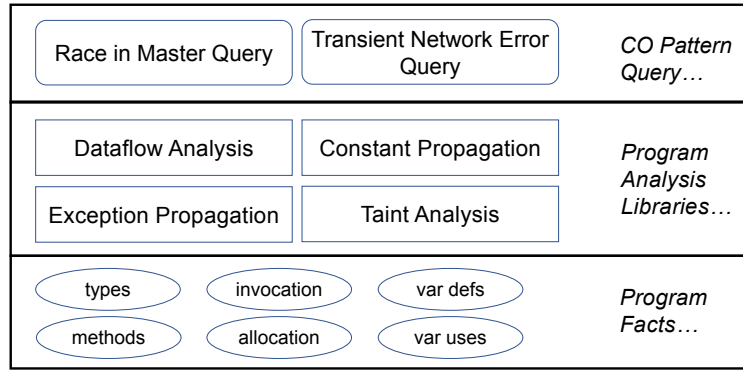 Race in Master Query
Transient Network Error
Query
CO Pattern
Query…
Dataflow Analysis
Constant Propagation
Exception Propagation
Taint Analysis
Program
Analysis
Libraries…
types
invocation
var defs
methods
allocation
var uses
Program
Facts…